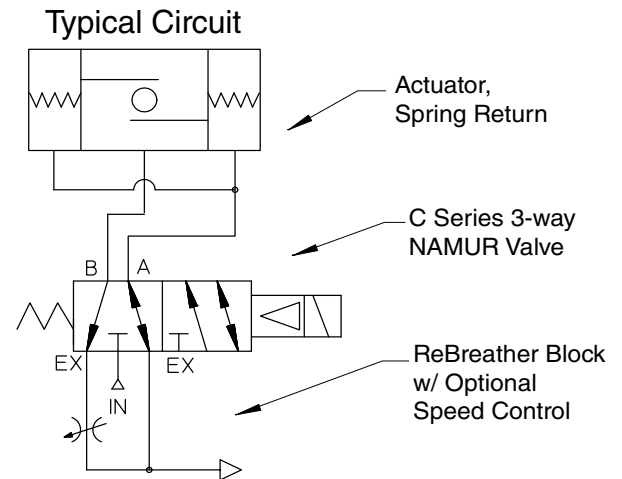 Typical Circuit
Actuator,
Spring Return
C Series 3-way
NAMUR Valve
B A
EX EX
IN
ReBreather Block
w/ Optional
Speed Control